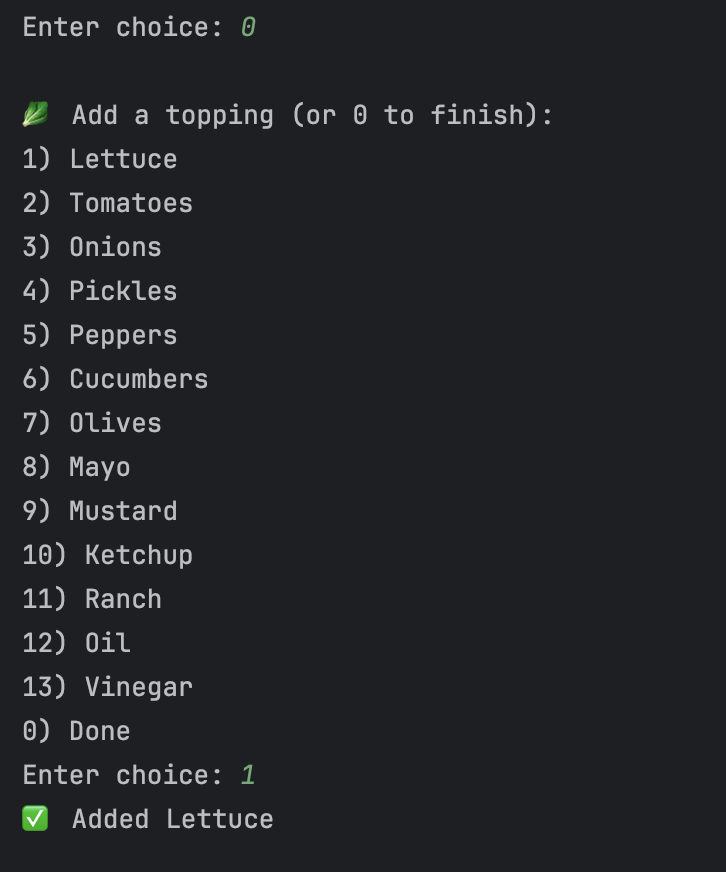 Enter choice: 0
🥬 Add a topping (or 0 to finish):
1) Lettuce
2) Tomatoes
3) Onions
4) Pickles
5) Peppers
6) Cucumbers
7) Olives
8) Mayo
9) Mustard
10) Ketchup
11) Ranch
12) Oil
13) Vinegar
0) Done
Enter choice: 1
✅ Added Lettuce